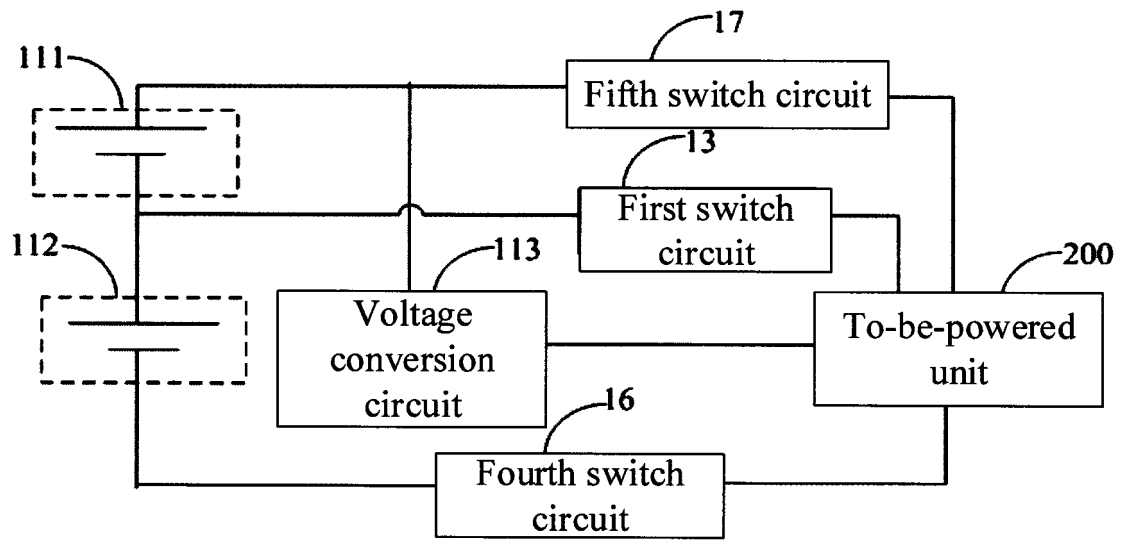 17
111
Fifth switch circuit
13
First switch
circuit
112
113
200
Voltage
conversion
circuit
To-be-powered
unit
16
Fourth switch
circuit